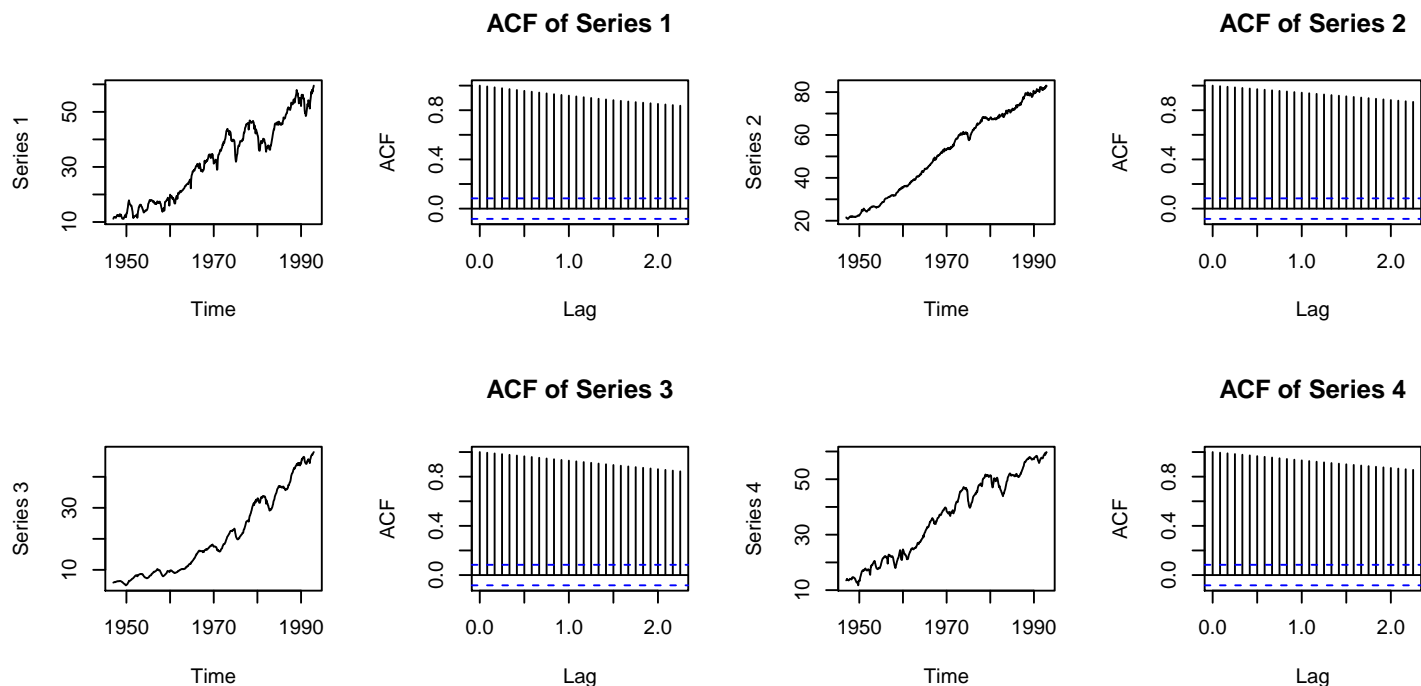 ACF of Series 1
ACF of Series 2
Series 1
10 30 50
1950 1970 1990
Time
ACF
0.0 0.4 0.8
0.0 1.0 2.0
Lag
Series 2
20 40 60 80
1950 1970 1990
Time
ACF
0.0 0.4 0.8
0.0 1.0 2.0
Lag
ACF of Series 3
ACF of Series 4
Series 3
10 30
1950 1970 1990
Time
ACF
0.0 0.4 0.8
0.0 1.0 2.0
Lag
Series 4
10 30 50
1950 1970 1990
Time
ACF
0.0 0.4 0.8
0.0 1.0 2.0
Lag